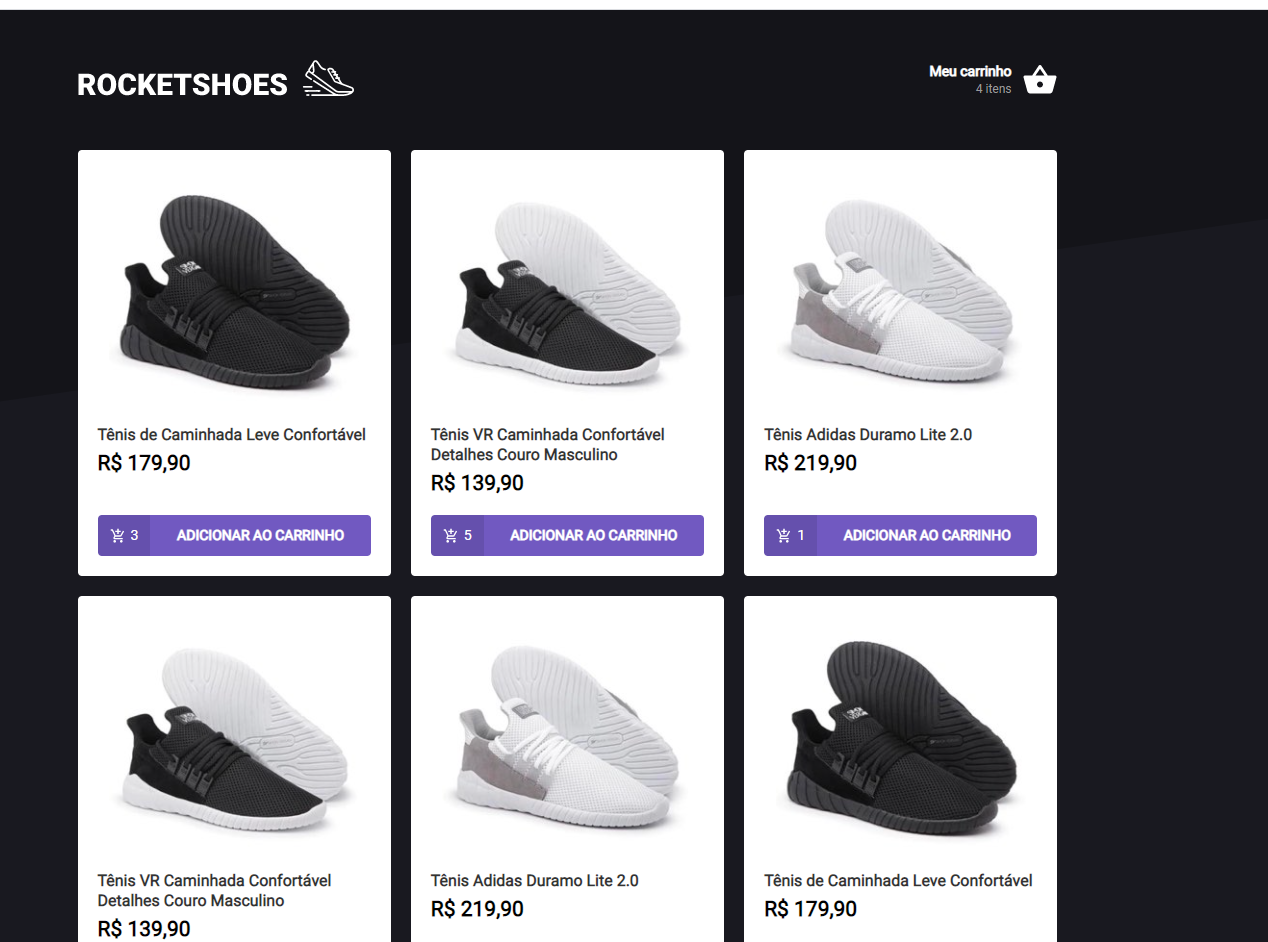 ROCKETSHOES
Meu carrinho
4 itens
Tênis de Caminhada Leve Confortável
R$ 179,90
3 ADICIONAR AO CARRINHO
Tênis VR Caminhada Confortável
Detalhes Couro Masculino
R$ 139,90
5 ADICIONAR AO CARRINHO
Tênis Adidas Duramo Lite 2.0
R$ 219,90
1 ADICIONAR AO CARRINHO
Tênis VR Caminhada Confortável
Detalhes Couro Masculino
R$ 139,90
Tênis Adidas Duramo Lite 2.0
R$ 219,90
Tênis de Caminhada Leve Confortável
R$ 179,90